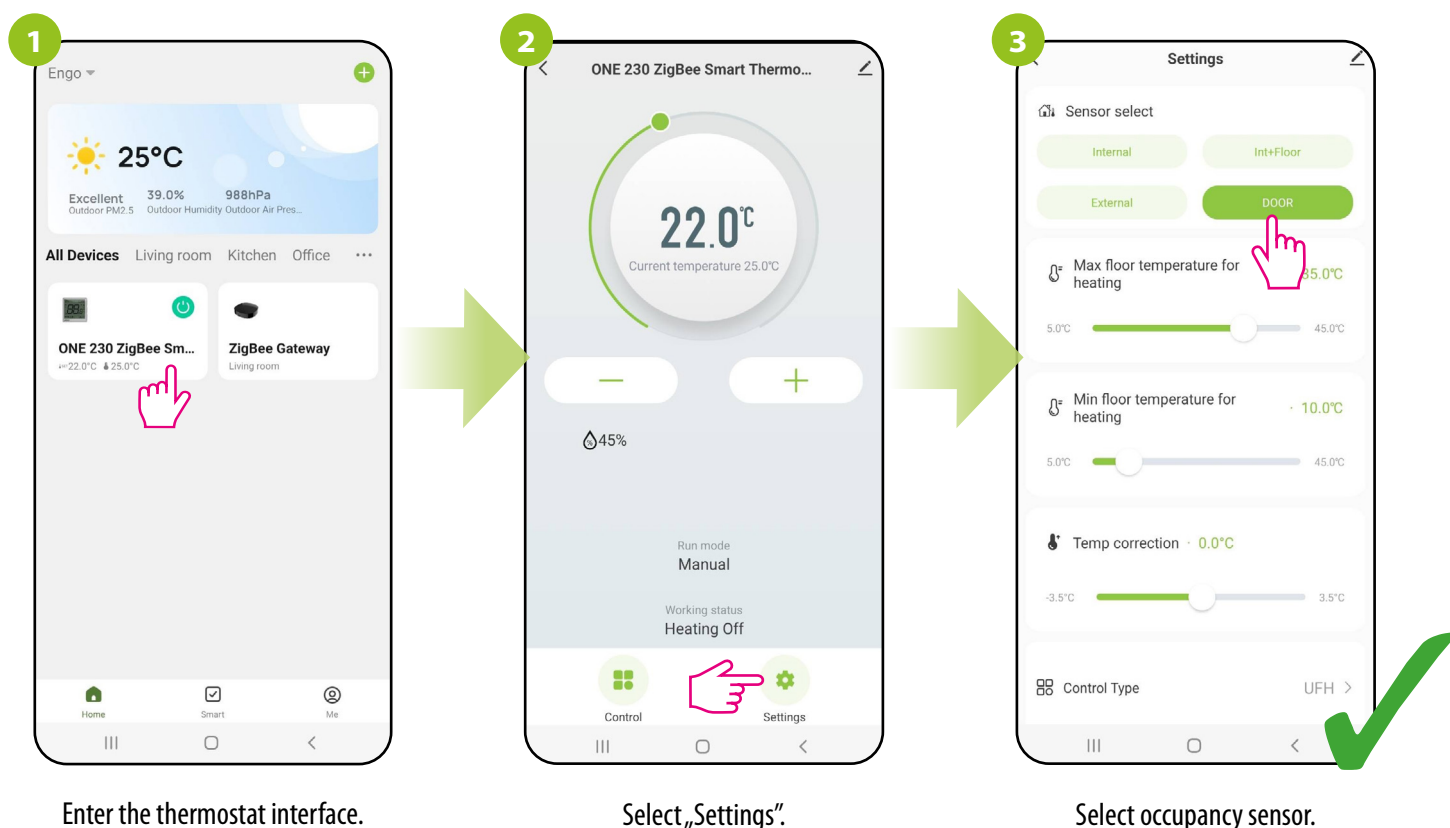 1
Engo
25°C
Excellent
Outdoor PM2.5
39.0%
Outdoor Humidity
988hPa
Outdoor Air Pres...
All Devices Living room Kitchen Office ...
ONE 230 ZigBee Sm...
22.0°C 25.0°C
ZigBee Gateway
Living room
Home Smart Me
Enter the thermostat interface.
2
ONE 230 ZigBee Smart Thermo...
22.0°C
Current temperature 25.0°C
45%
Run mode
Manual
Working status
Heating Off
Control Settings
Select „Settings”.
3
Settings
Sensor select
Internal Int+Floor
External DOOR
Max floor temperature for
heating
35.0°C
5.0°C 45.0°C
Min floor temperature for
heating
· 10.0°C
5.0°C 45.0°C
Temp correction · 0.0°C
-3.5°C 3.5°C
Control Type UFH >
Select occupancy sensor.